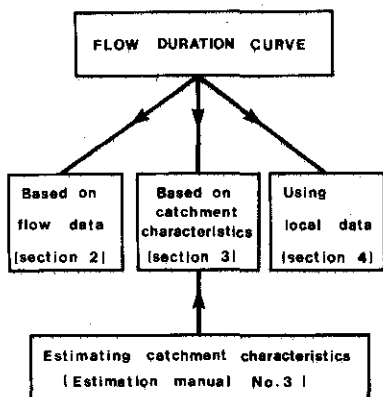 FLOW DURATION CURVE
Based on
flow data
(section 2)
Based on
catchment
characteristics
(section 3)
Using
local data
(section 4)
Estimating catchment characteristics
(Estimation manual No.3)